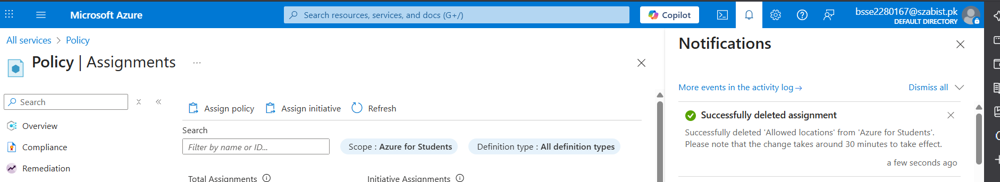 Microsoft Azure
Search resources, services, and docs (G+/)
Copilot
bsse2280167@szabist.pk
DEFAULT DIRECTORY
All services > Policy
Policy | Assignments
...
Search
Overview
Compliance
Remediation
Assign policy
Assign initiative
Refresh
Search
Filter by name or ID...
Scope : Azure for Students
Definition type : All definition types
Total Assignments
Initiative Assignments
Notifications
More events in the activity log →
Dismiss all
Successfully deleted assignment
Successfully deleted 'Allowed locations' from 'Azure for Students'.
Please note that the change takes around 30 minutes to take effect.
a few seconds ago